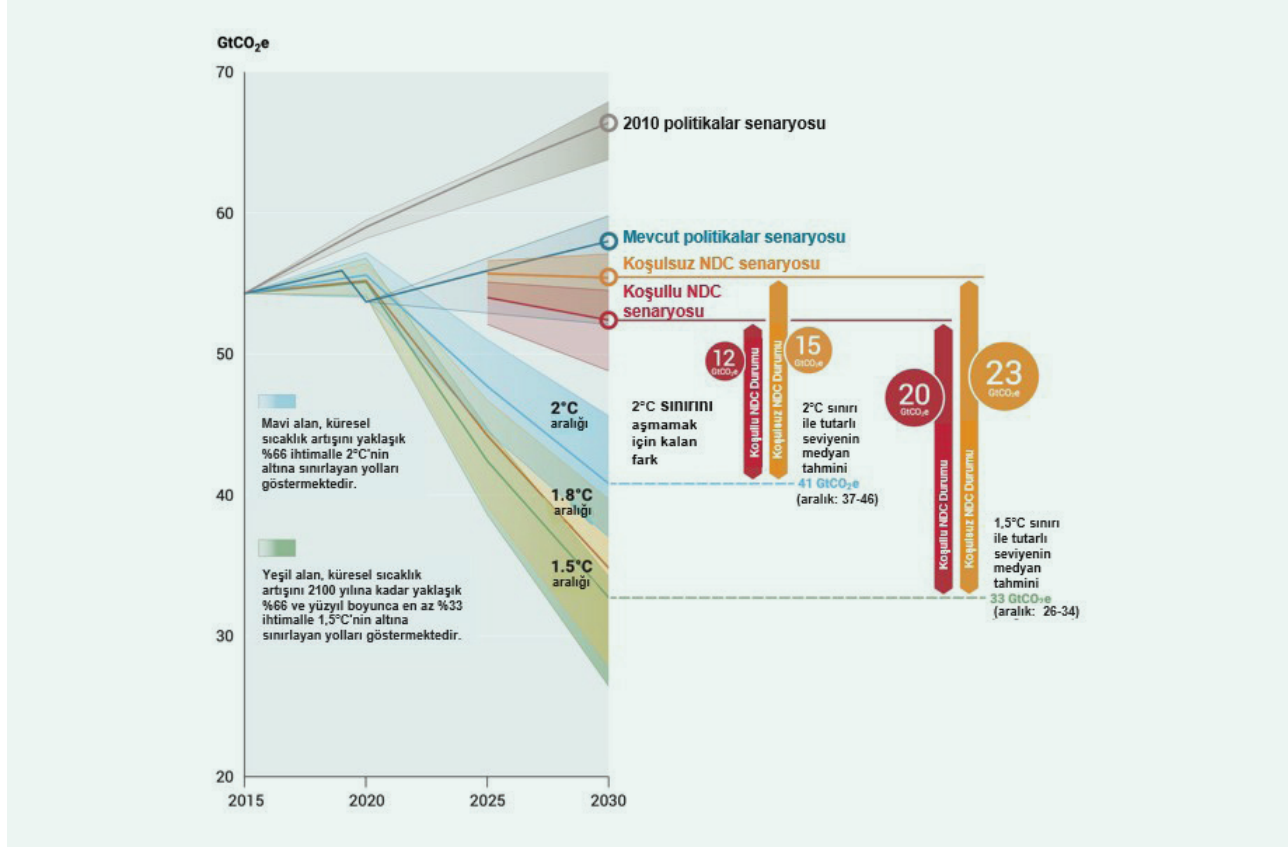 GtCO₂e
70
60
50
40
30
20
2015
2020
2025
2030
2010 politikalar senaryosu
Mevcut politikalar senaryosu
Koşulsuz NDC senaryosu
Koşullu NDC
senaryosu
Mavi alan, küresel
sıcaklık artışını yaklaşık
%66 ihtimalle 2°C'nin
altına sınırlayan yolları
göstermektedir.
Yeşil alan, küresel sıcaklık
artışını 2100 yılına kadar yaklaşık
%66 ve yüzyıl boyunca en az %33
ihtimalle 1,5°C'nin altına
sınırlayan yolları göstermektedir.
2°C
aralığı
1.8°C
aralığı
1.5°C
aralığı
2°C sınırını
aşmamak
için kalan
fark
12
GtCO₂e
Koşullu NDC Durumu
Koşulsuz NDC Durumu
15
GtCO₂e
2°C sınırı
ile tutarlı
seviyenin
medyan
tahmini
41 GtCO₂e
(aralık: 37-46)
20
GtCO₂e
Koşullu NDC Durumu
Koşulsuz NDC Durumu
23
GtCO₂e
1,5°C sınırı
ile tutarlı
seviyenin
medyan
tahmini
33 GtCO₂e
(aralık: 26-34)